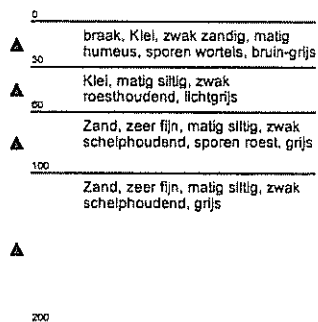 0
braak, Klei, zwak zandig, matig
humeus, sporen wortels, bruin-grijs
30
Klei, matig siltig, zwak
roesthoudend, lichtgrijs
60
Zand, zeer fijn, matig siltig, zwak
schelphoudend, sporen roest, grijs
100
Zand, zeer fijn, matig siltig, zwak
schelphoudend, grijs
200